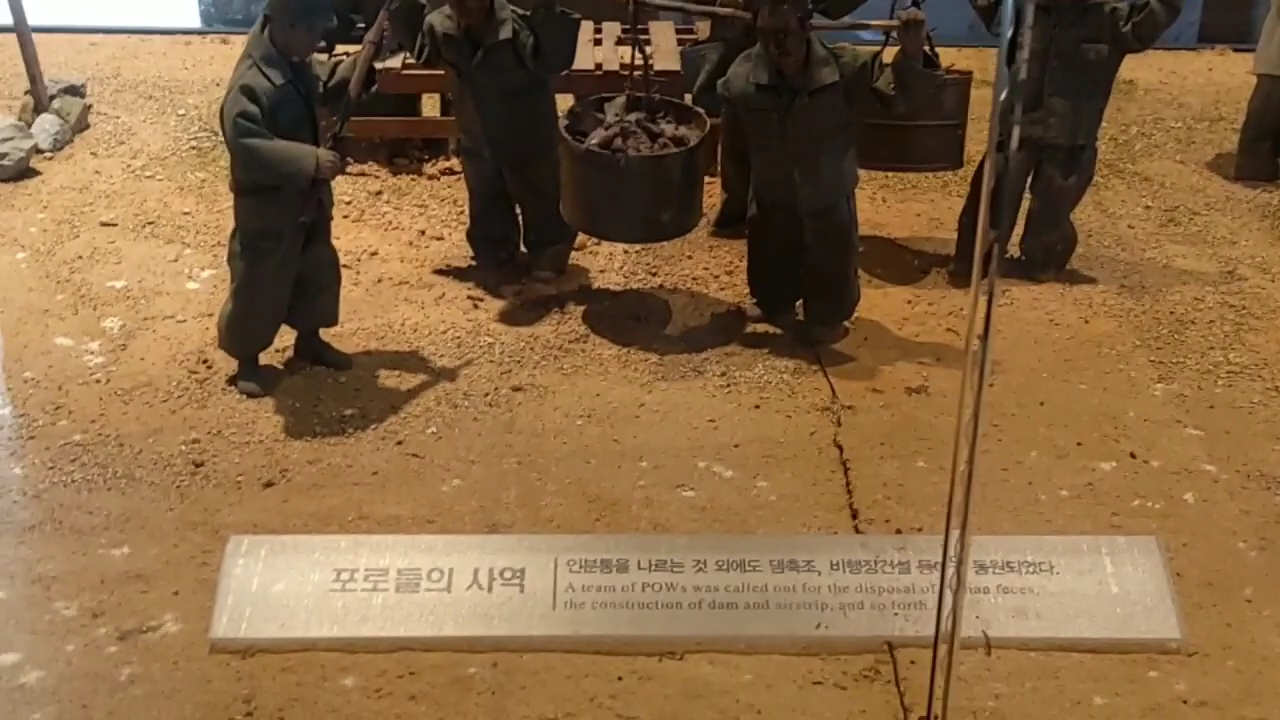 포로들의 사역
인분통을 나르는 것 외에도 댐축조, 비행장건설 동원되었다.
A team of POWs was called out for the disposal of feces,
the construction of dam and airstrip, and so forth.